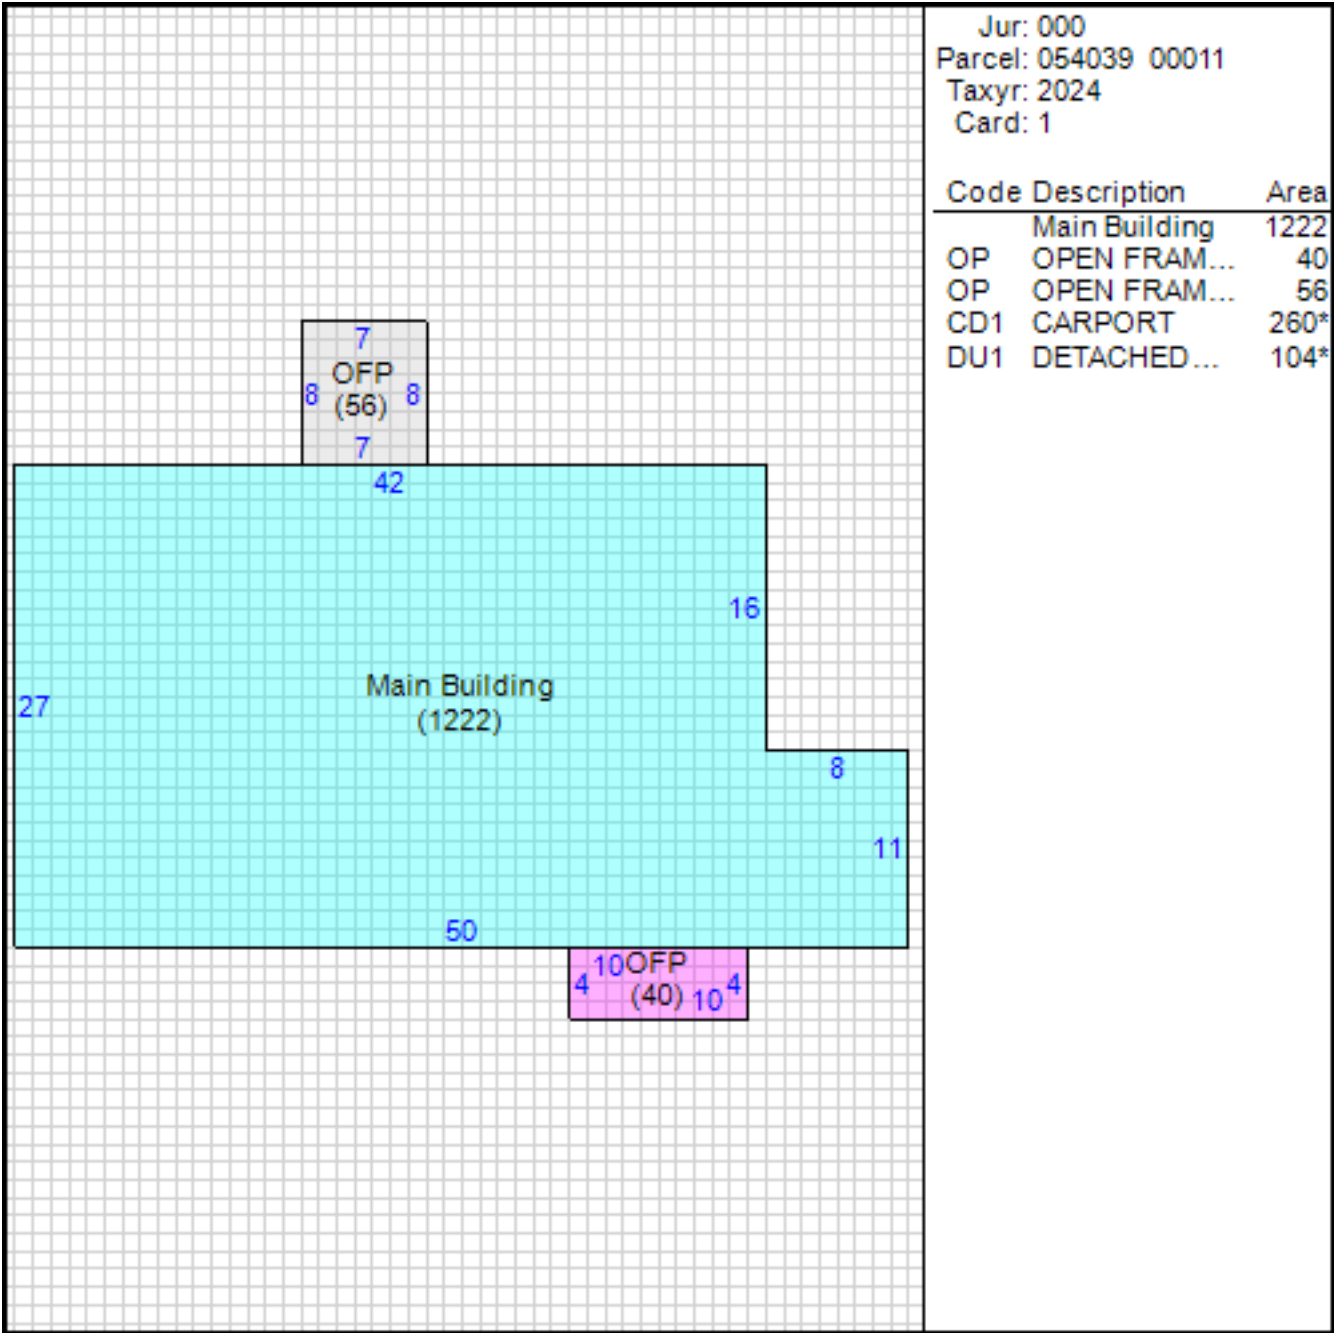 Jur: 000
Parcel: 054039 00011
Taxyr: 2024
Card: 1
Code Description Area
Main Building 1222
OP OPEN FRAM... 40
OP OPEN FRAM... 56
CD1 CARPORT 260*
DU1 DETACHED... 104*
7
OFP
8 (56) 8
7
42
16
Main Building
27 (1222)
8
11
50
10 OFP
4 (40) 10 4